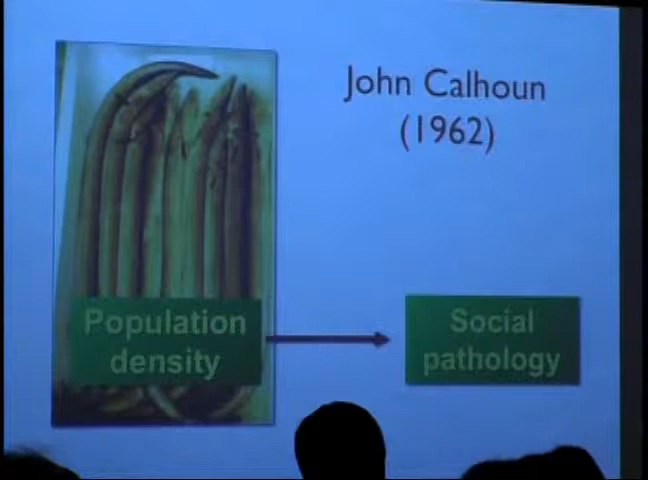 John Calhoun
(1962)
Population
density
Social
pathology